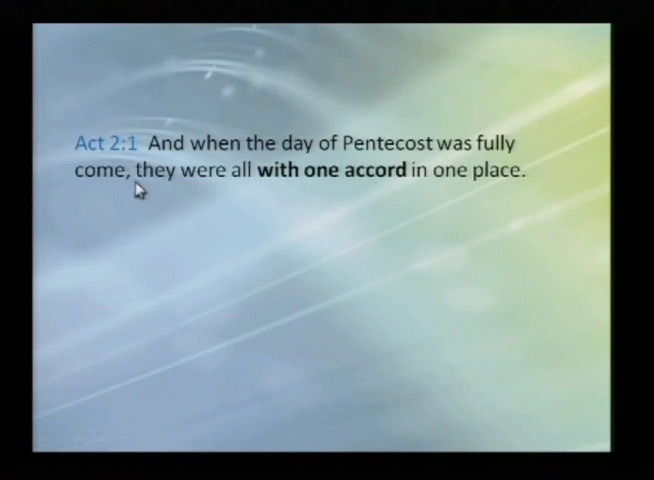 Act 2:1 And when the day of Pentecost was fully
come, they were all with one accord in one place.